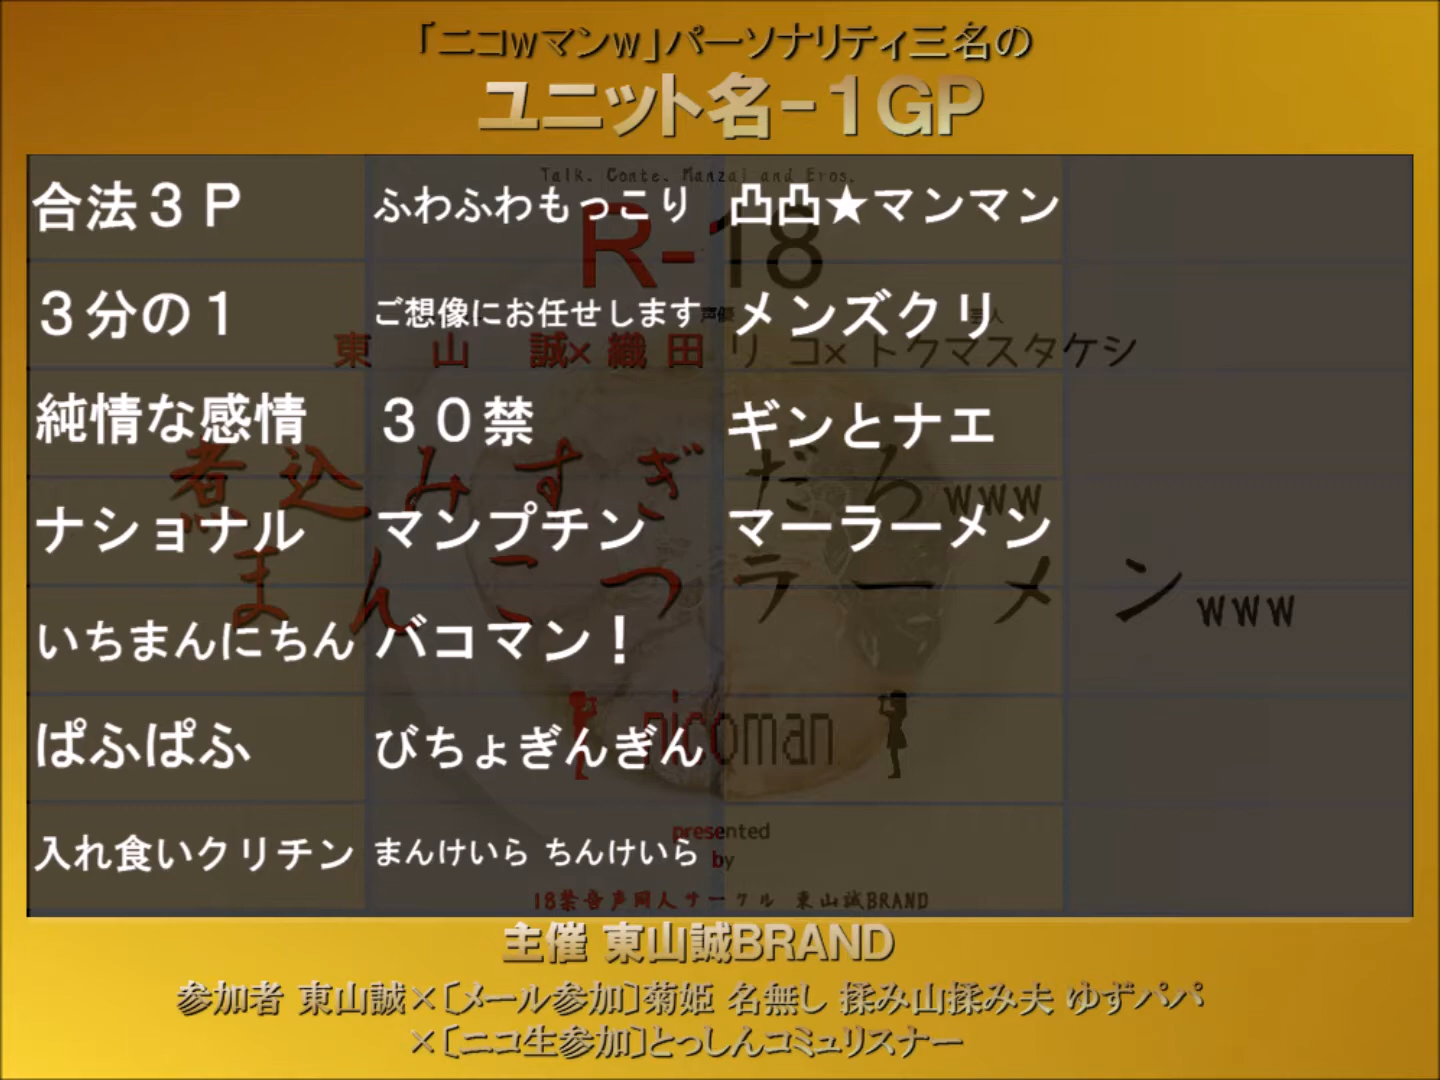 「ニコwマンw」パーソナリティ三名の
ユニット名-1GP
Talk. Conte. Manzai and Eros.
合法3P ふわふわもっこり 凸凸★マンマン
R-18
3分の1 ご想像にお任せします メンズクリ
声優 芸人
東山誠×織田リコ×トクマスタケシ
純情な感情 30禁 ギンとナエ
煮込みすぎだろwww
ナショナル マンプチン マーラーメン
まんこつラーメンwww
いちまんにちん バコマン！
ぱふぱふ びちょぎんぎん
nicoman
presented
by
入れ食いクリチン まんけいら ちんけいら
18禁音声同人サークル 東山誠BRAND
主催 東山誠BRAND
参加者 東山誠×〔メール参加〕菊姫 名無し 揉み山揉み夫 ゆずパパ
×〔ニコ生参加〕とっしんコミュリスナー